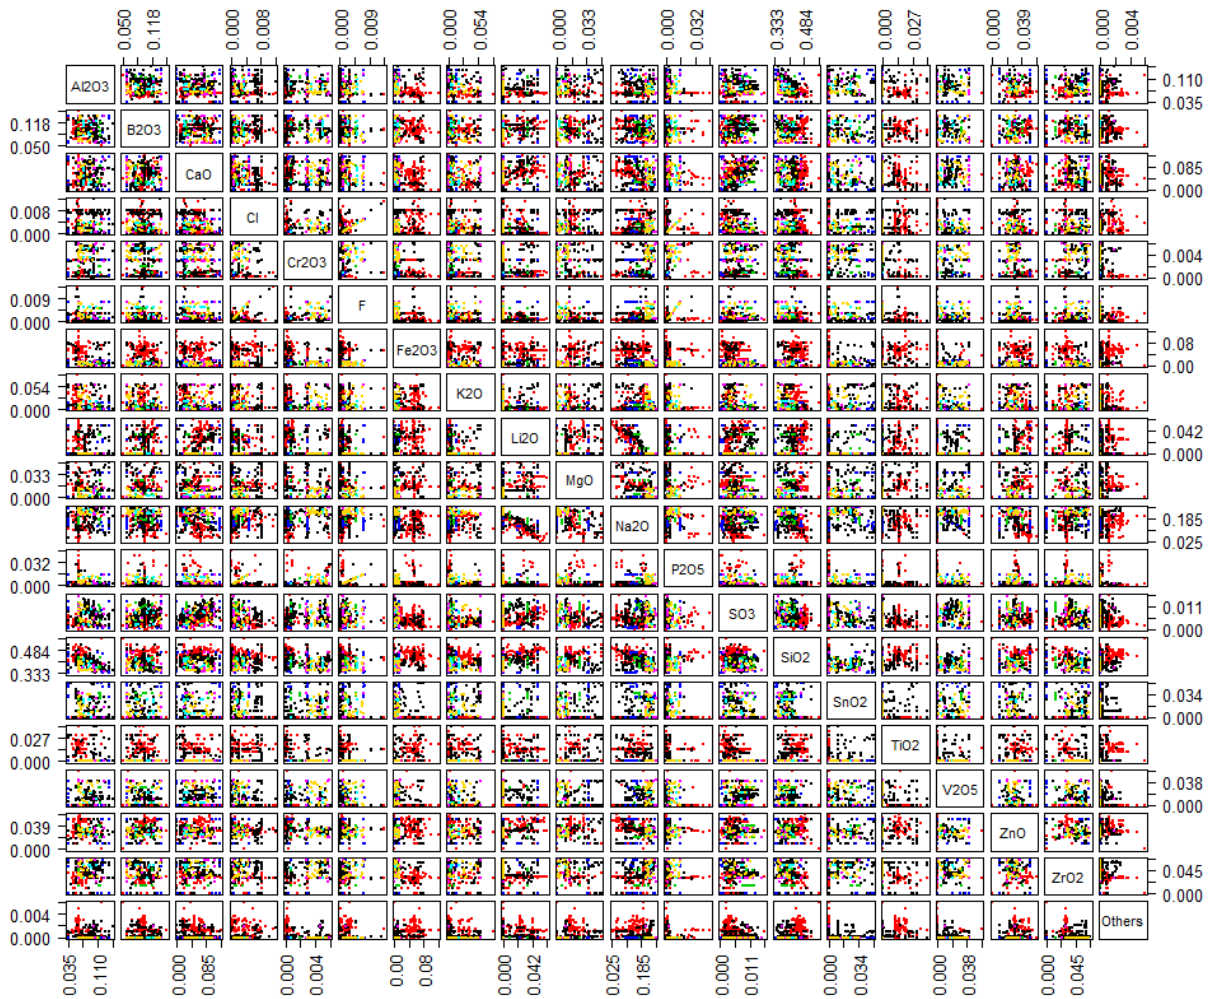 0.050 0.118 0.000 0.008 0.000 0.009 0.000 0.054 0.000 0.033 0.000 0.032 0.333 0.484 0.000 0.027 0.000 0.039 0.000 0.004
Al2O3 0.110 0.035
0.118 0.050 B2O3
CaO 0.085 0.000
0.008 0.000 Cl
Cr2O3 0.004 0.000
0.009 0.000 F
Fe2O3 0.08 0.00
0.054 0.000 K2O
Li2O 0.042 0.000
0.033 0.000 MgO
Na2O 0.185 0.025
0.032 0.000 P2O5
SO3 0.011 0.000
0.484 0.333 SiO2
SnO2 0.034 0.000
0.027 0.000 TiO2
V2O5 0.038 0.000
0.039 0.000 ZnO
ZrO2 0.045 0.000
0.004 0.000 Others
0.035 0.110 0.000 0.085 0.000 0.004 0.00 0.08 0.000 0.042 0.025 0.185 0.000 0.011 0.000 0.034 0.000 0.038 0.000 0.045